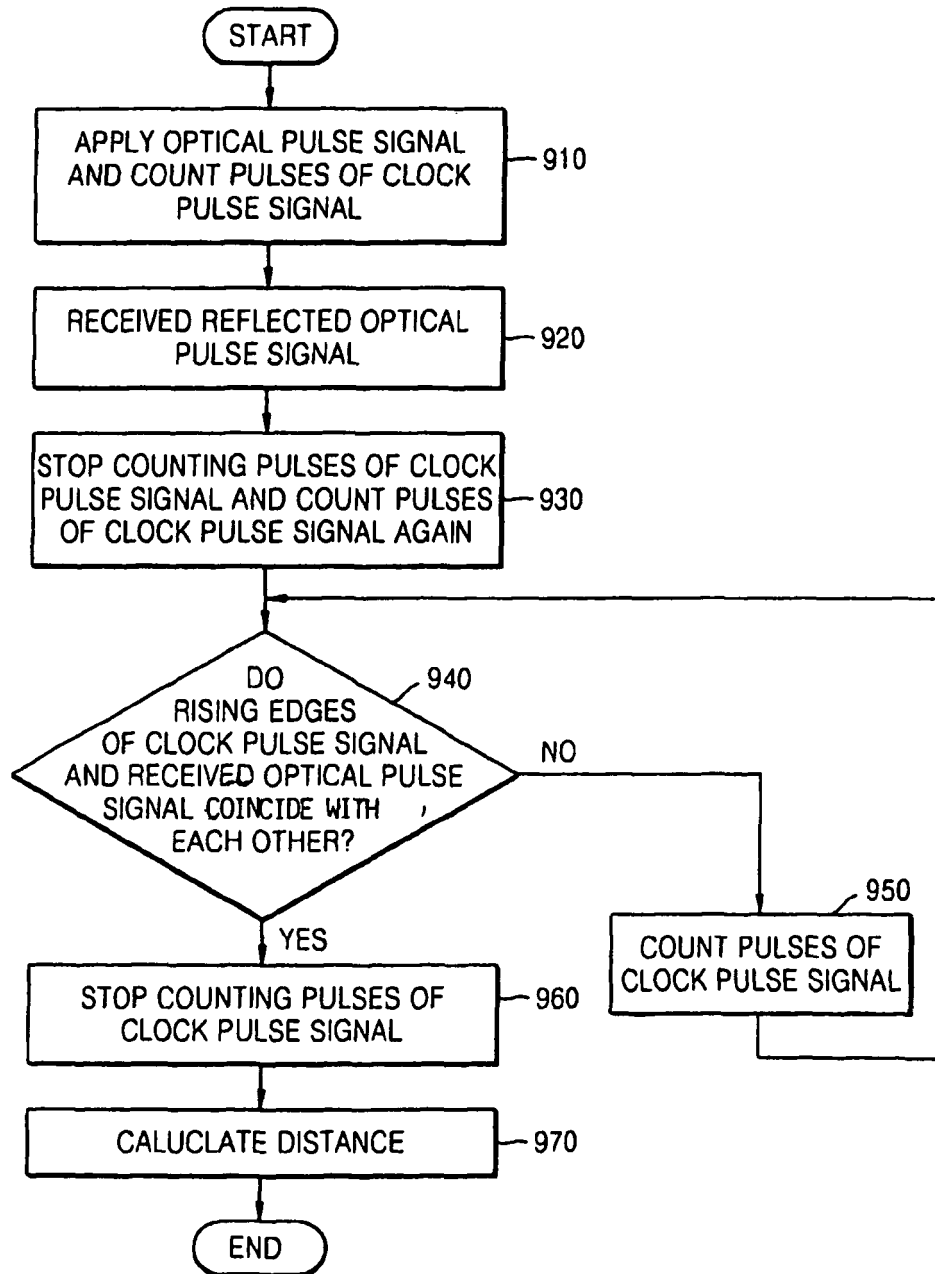 START
APPLY OPTICAL PULSE SIGNAL
AND COUNT PULSES OF CLOCK
PULSE SIGNAL
910
RECEIVED REFLECTED OPTICAL
PULSE SIGNAL
920
STOP COUNTING PULSES OF CLOCK
PULSE SIGNAL AND COUNT PULSES
OF CLOCK PULSE SIGNAL AGAIN
930
DO
RISING EDGES
OF CLOCK PULSE SIGNAL
AND RECEIVED OPTICAL PULSE
SIGNAL COINCIDE WITH
EACH OTHER?
940
NO
950
COUNT PULSES OF
CLOCK PULSE SIGNAL
YES
STOP COUNTING PULSES OF
CLOCK PULSE SIGNAL
960
CALUCLATE DISTANCE
970
END